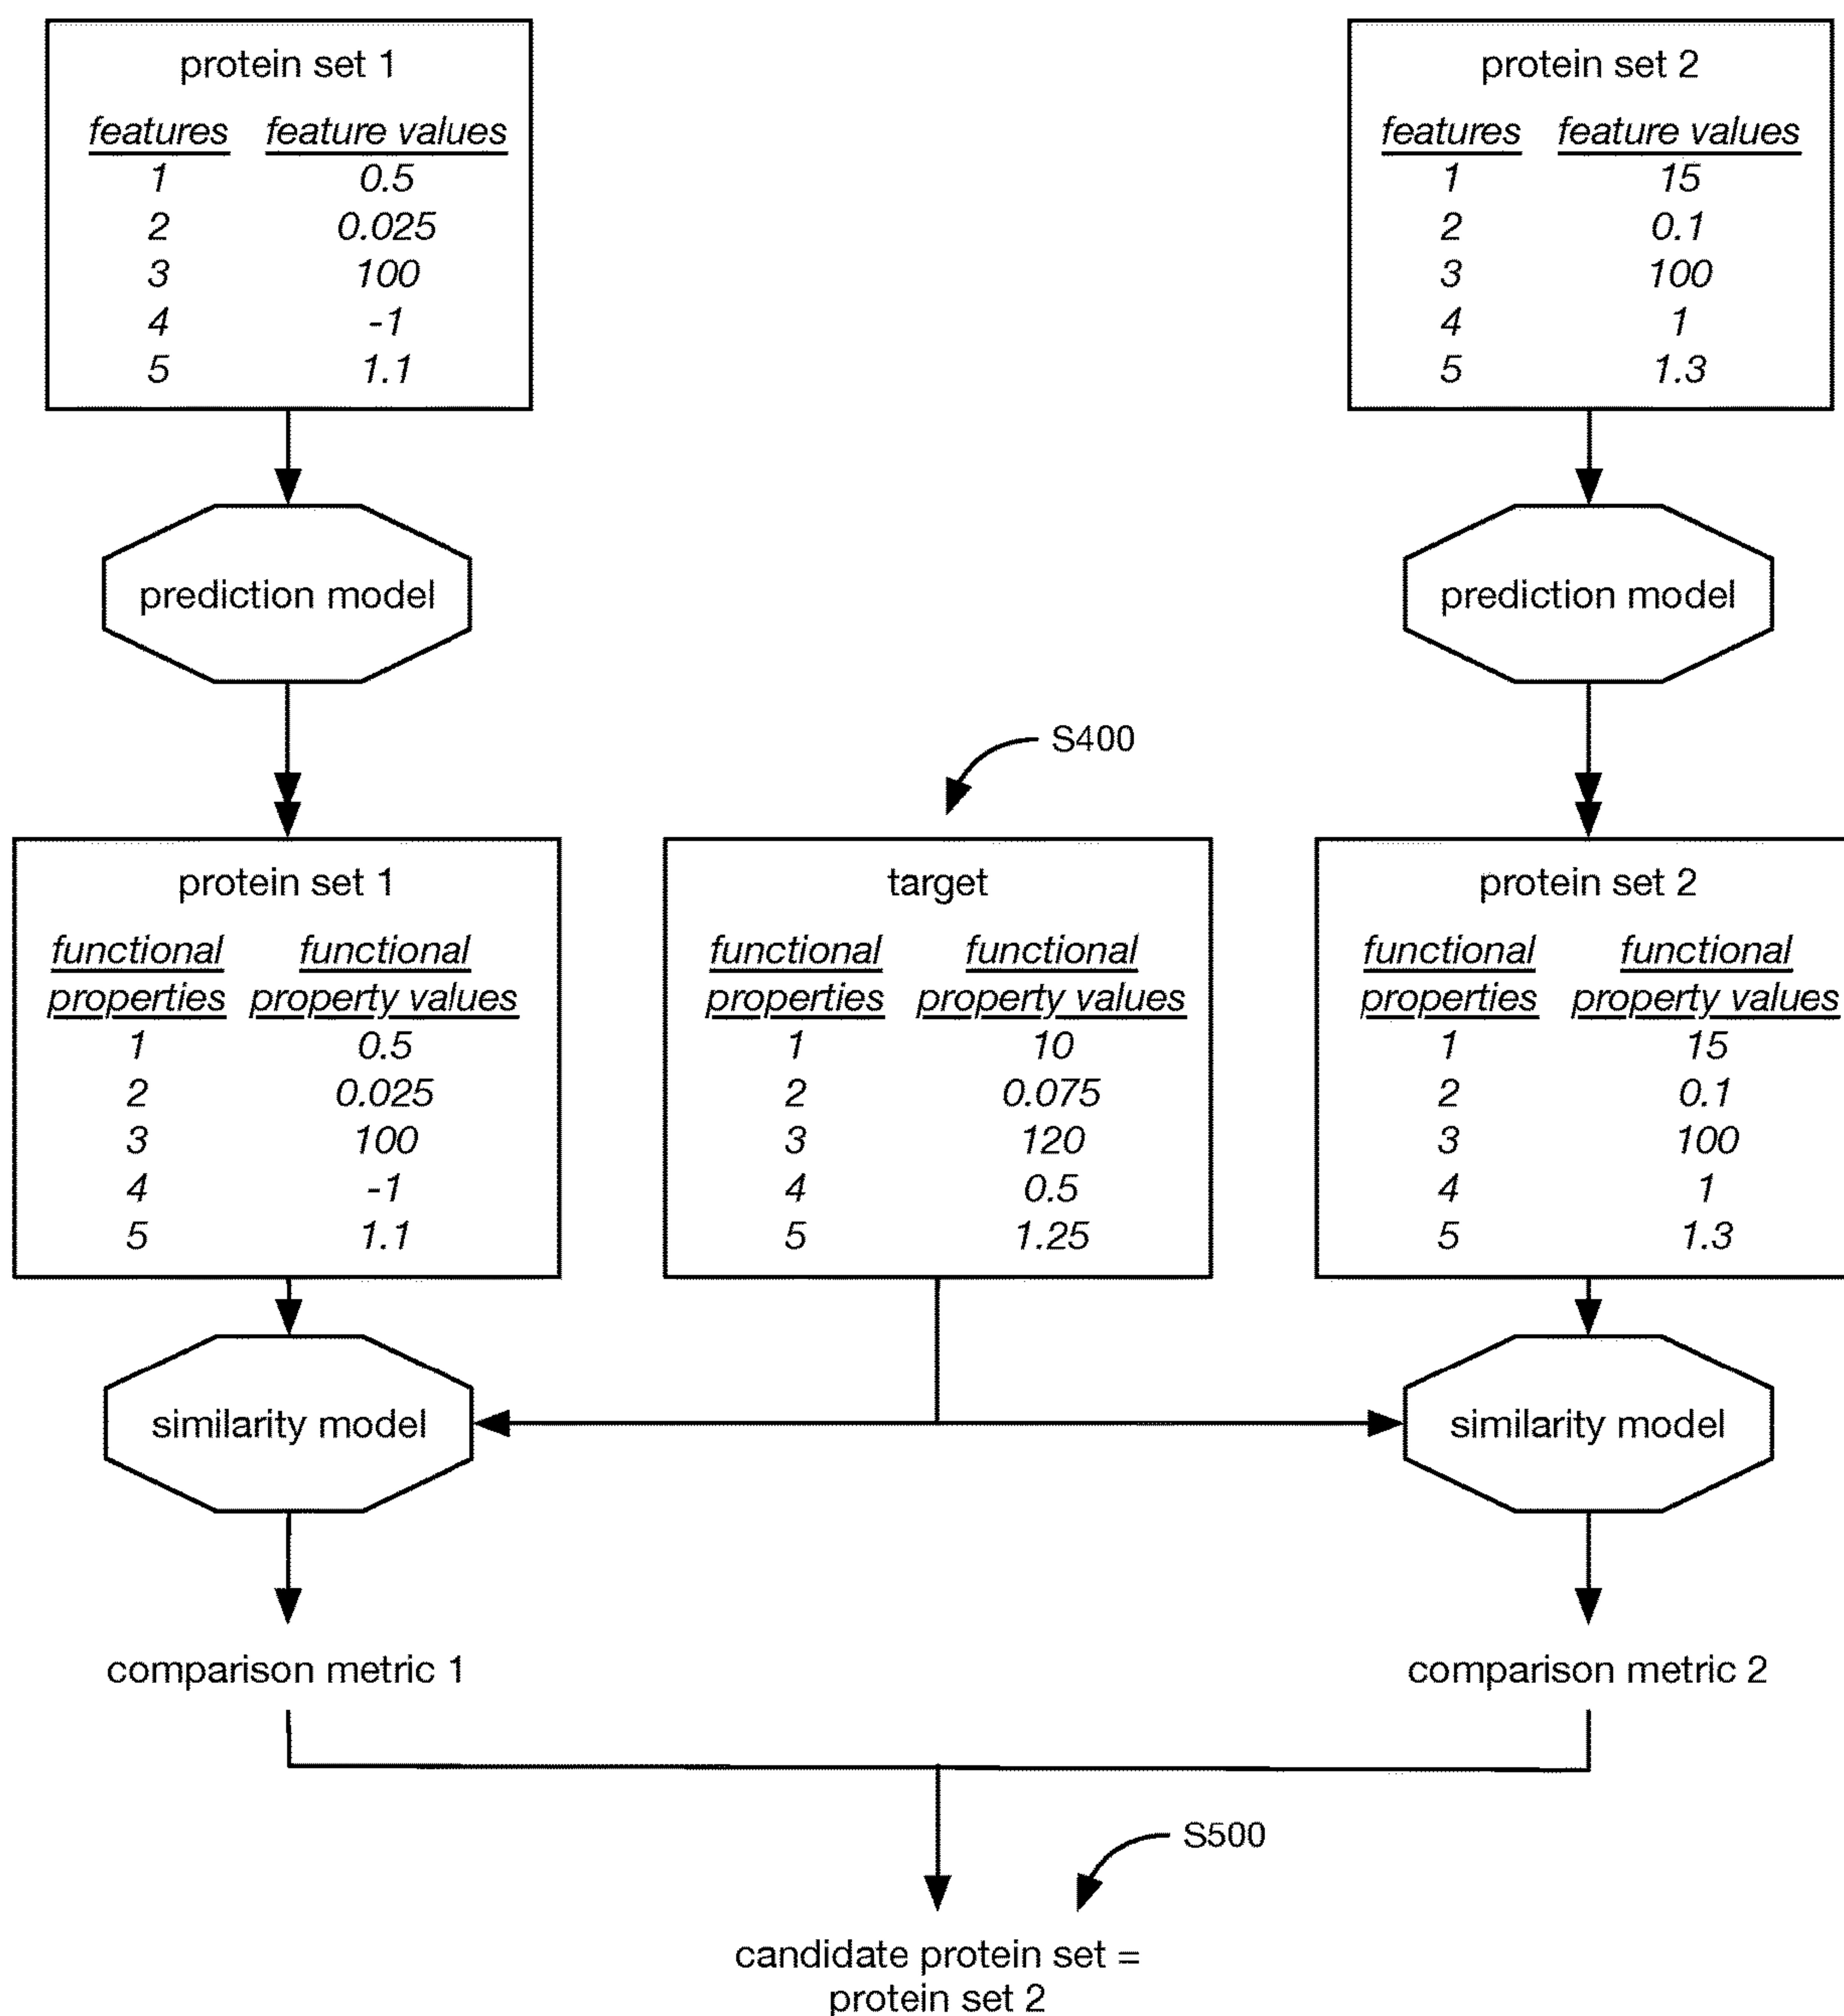 protein set 1
features feature values
1 0.5
2 0.025
3 100
4 -1
5 1.1
protein set 2
features feature values
1 15
2 0.1
3 100
4 1
5 1.3
prediction model
prediction model
S400
protein set 1
functional functional
properties property values
1 0.5
2 0.025
3 100
4 -1
5 1.1
target
functional functional
properties property values
1 10
2 0.075
3 120
4 0.5
5 1.25
protein set 2
functional functional
properties property values
1 15
2 0.1
3 100
4 1
5 1.3
similarity model
similarity model
comparison metric 1
comparison metric 2
S500
candidate protein set =
protein set 2